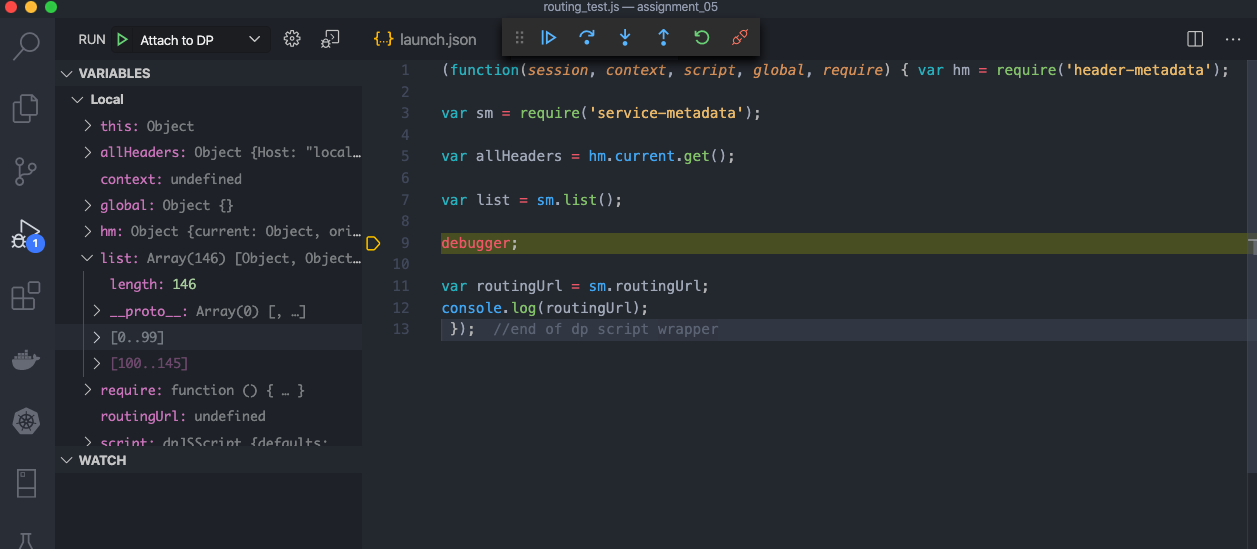 routing_test.js — assignment_05
RUN Attach to DP
launch.json
VARIABLES
Local
this: Object
allHeaders: Object {Host: "local…
context: undefined
global: Object {}
hm: Object {current: Object, ori…
list: Array(146) [Object, Object…
length: 146
__proto__: Array(0) [, …]
[0..99]
[100..145]
require: function () { … }
routingUrl: undefined
script: dpJSScript {defaults:
WATCH
1
1 (function(session, context, script, global, require) { var hm = require('header-metadata');
2
3 var sm = require('service-metadata');
4
5 var allHeaders = hm.current.get();
6
7 var list = sm.list();
8
9 debugger;
10
11 var routingUrl = sm.routingUrl;
12 console.log(routingUrl);
13 }); //end of dp script wrapper